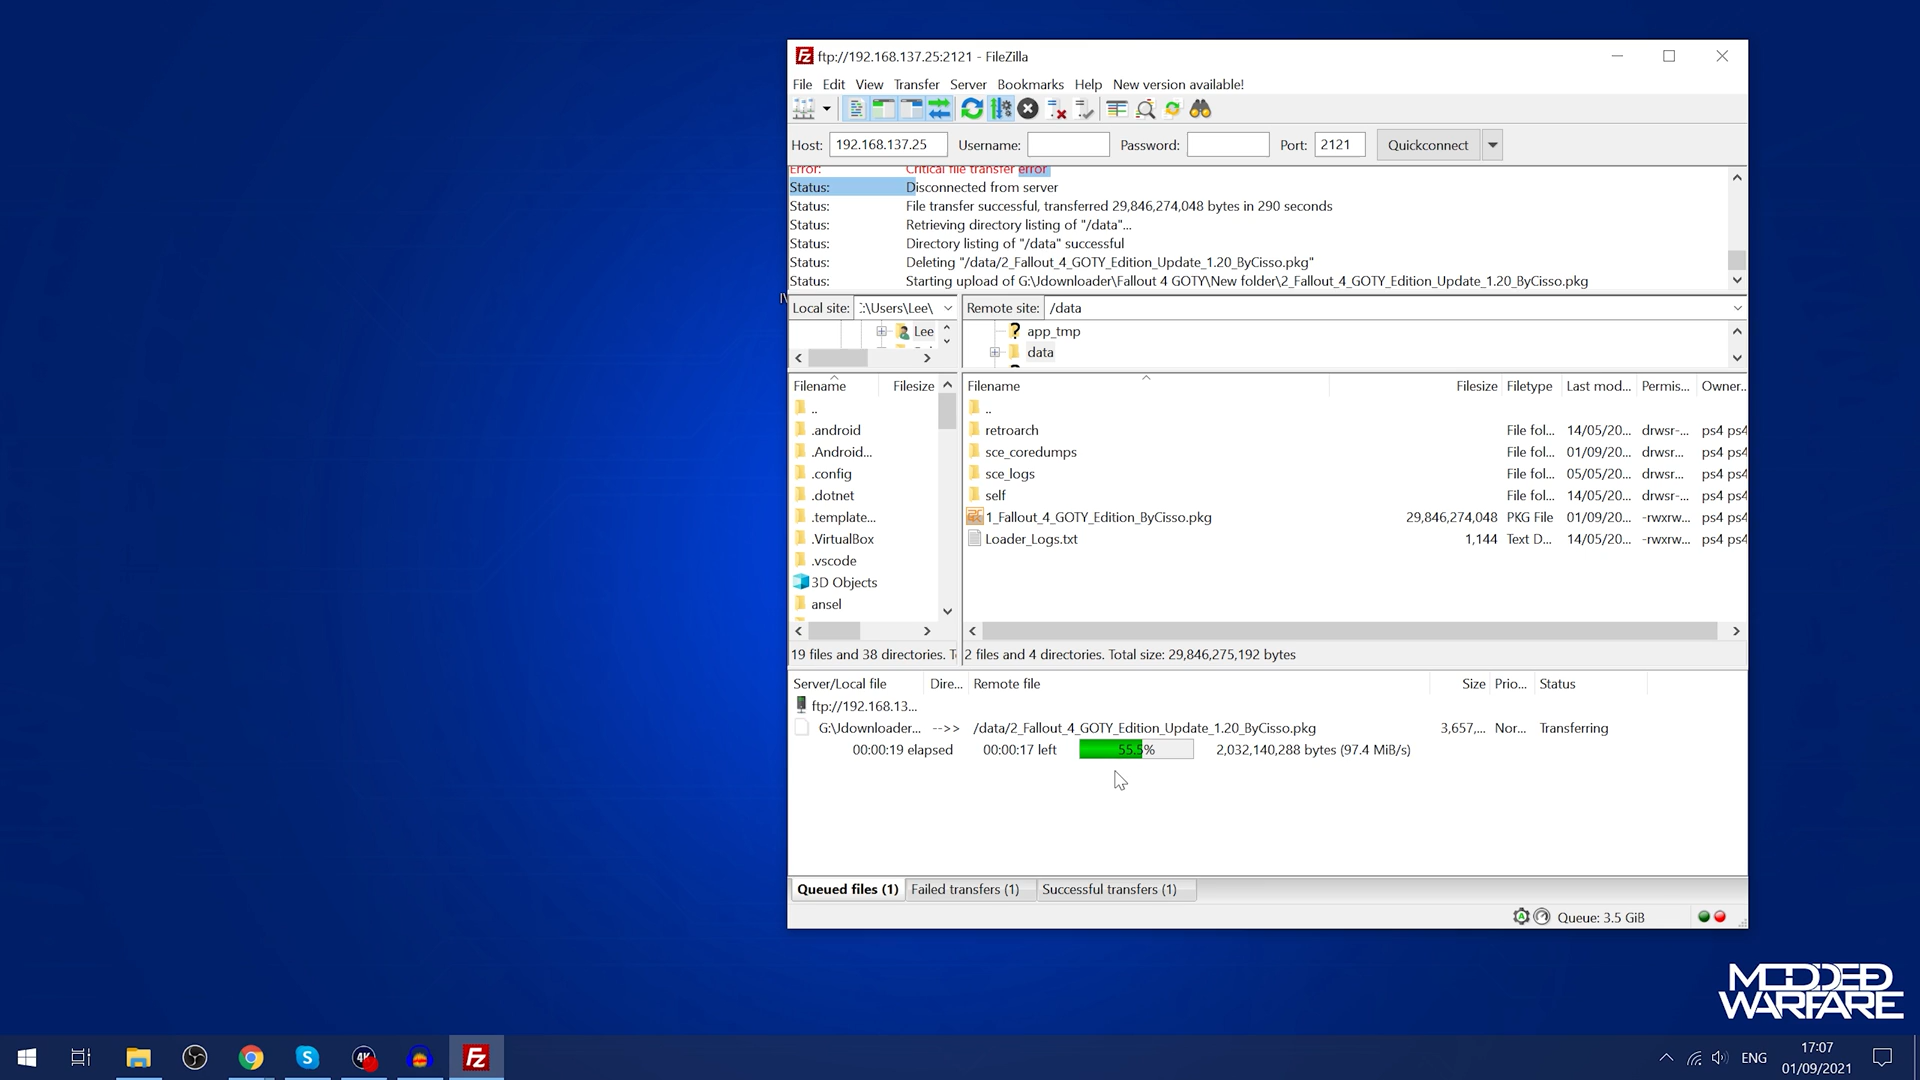 ftp://192.168.137.25:2121 - FileZilla
File Edit View Transfer Server Bookmarks Help New version available!
Host: 192.168.137.25 Username: Password: Port: 2121 Quickconnect
Error: Critical file transfer error
Status: Disconnected from server
Status: File transfer successful, transferred 29,846,274,048 bytes in 290 seconds
Status: Retrieving directory listing of "/data"...
Status: Directory listing of "/data" successful
Status: Deleting "/data/2_Fallout_4_GOTY_Edition_Update_1.20_ByCisso.pkg"
Status: Starting upload of G:\Jdownloader\Fallout 4 GOTY\New folder\2_Fallout_4_GOTY_Edition_Update_1.20_ByCisso.pkg
Local site: :\Users\Lee\ Remote site: /data
Lee app_tmp
data
Filename Filesize Filename Filesize Filetype Last mod... Permis... Owner...
.. ..
.android retroarch File fol... 14/05/20... drwsr-... ps4 ps4
.Android... sce_coredumps File fol... 01/09/20... drwsr... ps4 ps4
.config sce_logs File fol... 05/05/20... drwsr... ps4 ps4
.dotnet self File fol... 14/05/20... drwsr-... ps4 ps4
.template... 1_Fallout_4_GOTY_Edition_ByCisso.pkg 29,846,274,048 PKG File 01/09/20... -rwxrw... ps4 ps4
.VirtualBox Loader_Logs.txt 1,144 Text D... 14/05/20... -rwxrw... ps4 ps4
.vscode
3D Objects
ansel
19 files and 38 directories. T 2 files and 4 directories. Total size: 29,846,275,192 bytes
Server/Local file Dire... Remote file Size Prio... Status
ftp://192.168.13...
G:\Jdownloader... -->> /data/2_Fallout_4_GOTY_Edition_Update_1.20_ByCisso.pkg 3,657,... Nor... Transferring
00:00:19 elapsed 00:00:17 left 55.5% 2,032,140,288 bytes (97.4 MiB/s)
Queued files (1) Failed transfers (1) Successful transfers (1)
Queue: 3.5 GiB
MODDED
WARFARE
4K ENG 17:07
01/09/2021